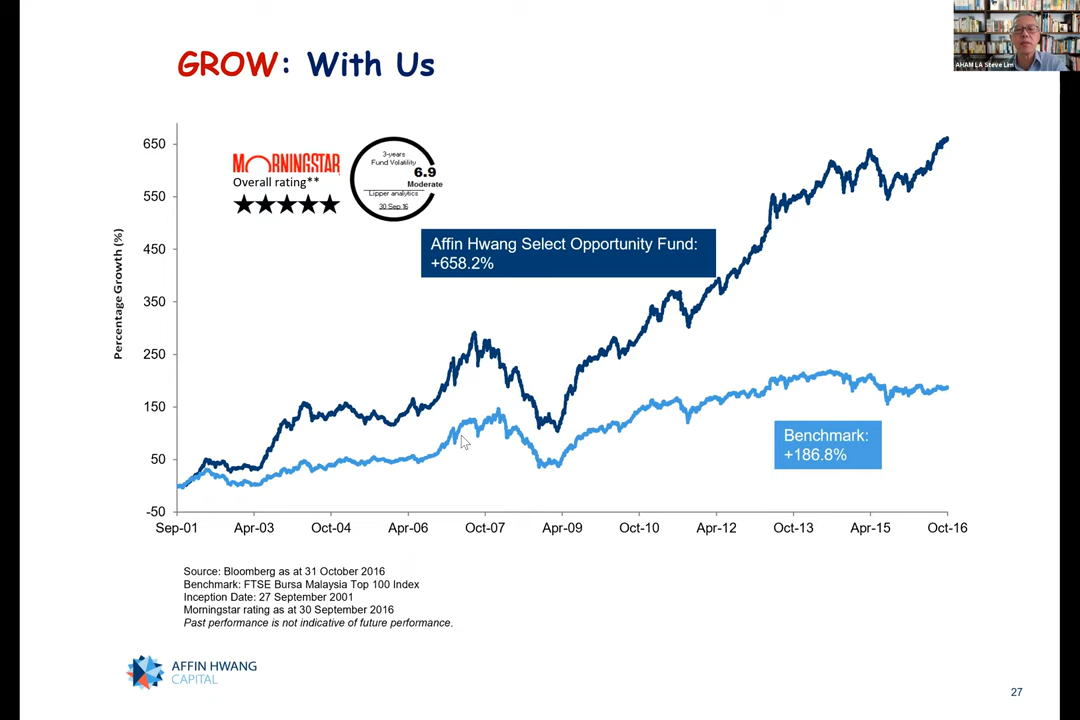 AHAM LA Steve Lim
GROW: With Us
MORNINGSTAR
Overall rating**
3-years
Fund Volatility
6.9
Moderate
Lipper analytics
30 Sep 16
Affin Hwang Select Opportunity Fund:
+658.2%
Benchmark:
+186.8%
Percentage Growth (%)
650
550
450
350
250
150
50
-50
Sep-01 Apr-03 Oct-04 Apr-06 Oct-07 Apr-09 Oct-10 Apr-12 Oct-13 Apr-15 Oct-16
Source: Bloomberg as at 31 October 2016
Benchmark: FTSE Bursa Malaysia Top 100 Index
Inception Date: 27 September 2001
Morningstar rating as at 30 September 2016
Past performance is not indicative of future performance.
AFFIN HWANG
CAPITAL
27